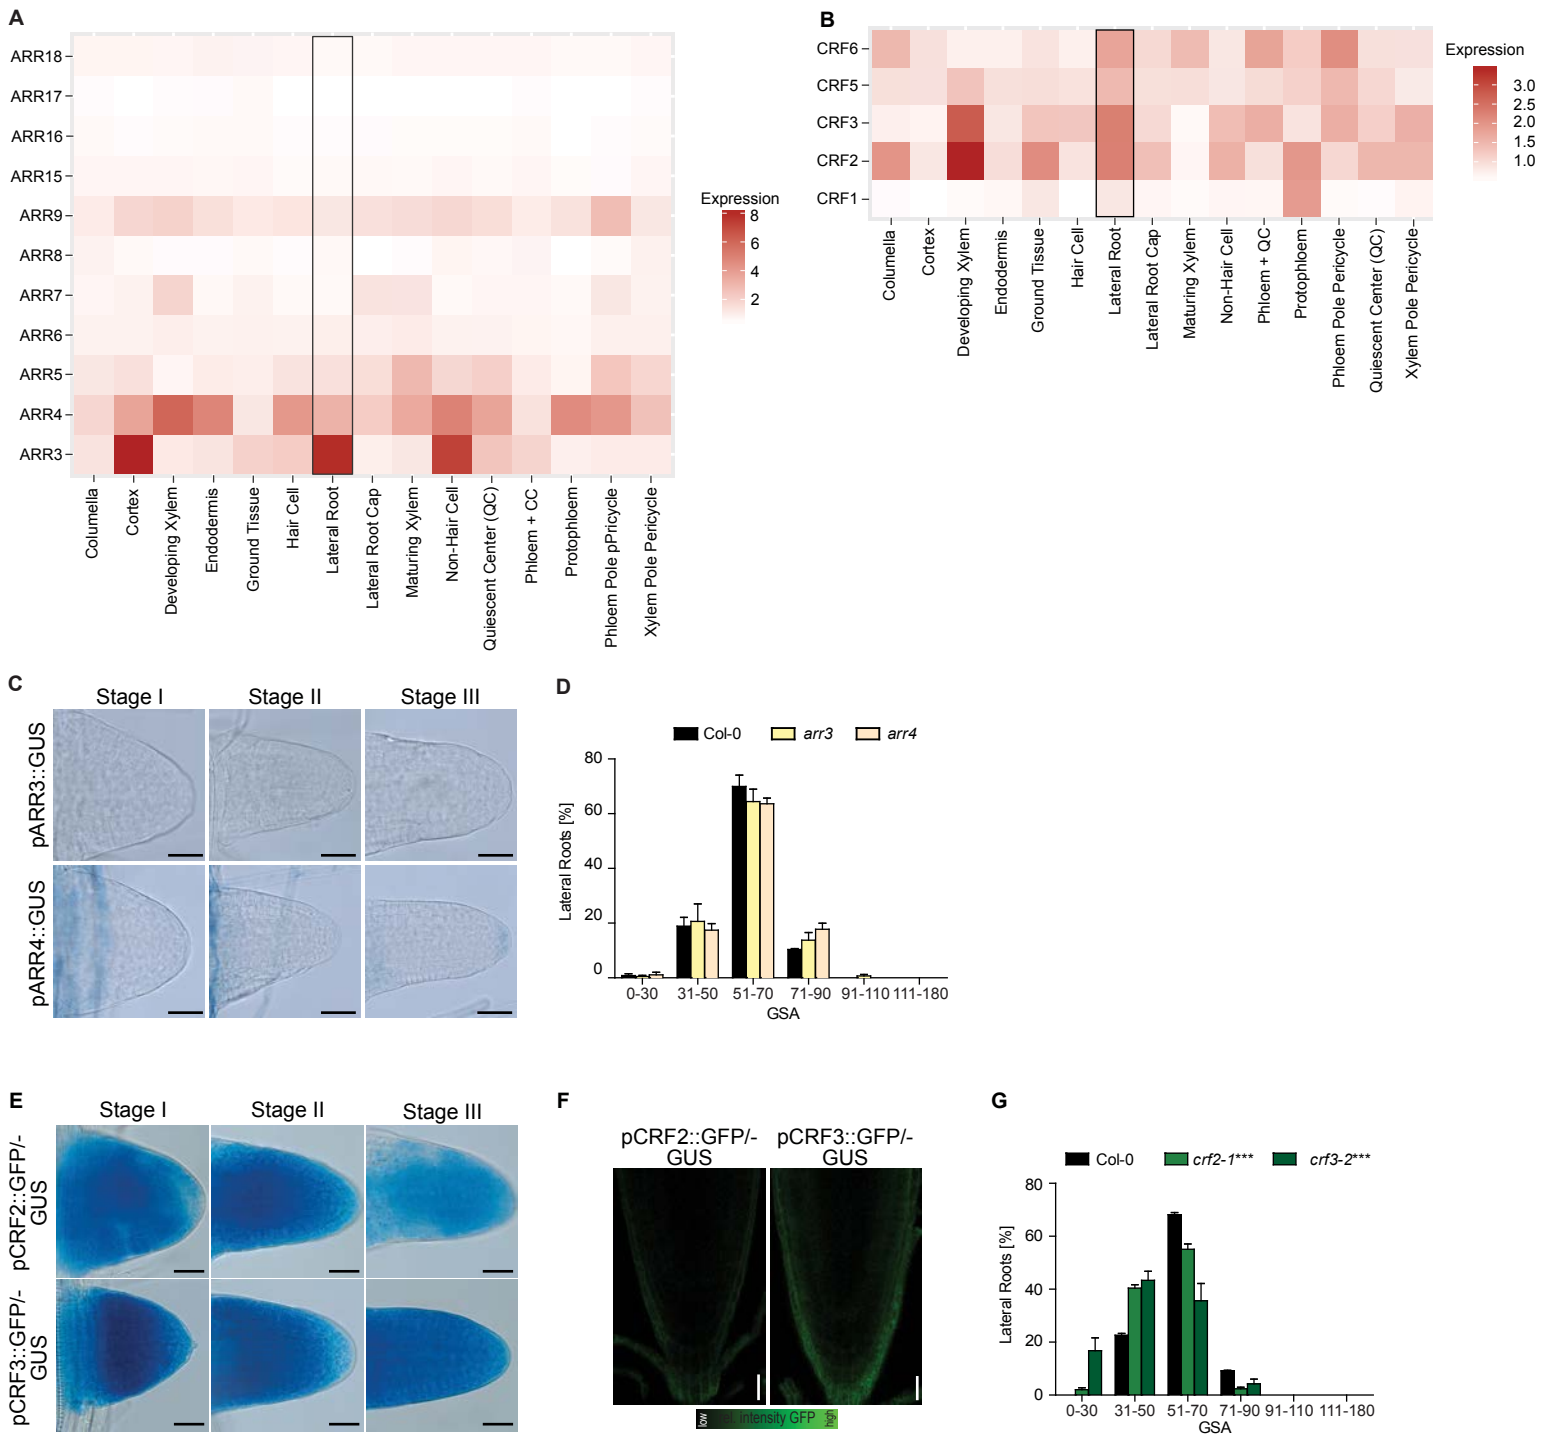 A
ARR18
ARR17
ARR16
ARR15
ARR9
ARR8
ARR7
ARR6
ARR5
ARR4
ARR3
Columella
Cortex
Developing Xylem
Endodermis
Ground Tissue
Hair Cell
Lateral Root
Lateral Root Cap
Maturing Xylem
Non-Hair Cell
Quiescent Center (QC)
Phloem + CC
Protophloem
Phloem Pole pPricycle
Xylem Pole Pericycle
Expression
8
6
4
2
B
CRF6
CRF5
CRF3
CRF2
CRF1
Columella
Cortex
Developing Xylem
Endodermis
Ground Tissue
Hair Cell
Lateral Root
Lateral Root Cap
Maturing Xylem
Non-Hair Cell
Phloem + QC
Protophloem
Phloem Pole Pericycle
Quiescent Center (QC)
Xylem Pole Pericycle
Expression
3.0
2.5
2.0
1.5
1.0
C
Stage I
Stage II
Stage III
pARR3::GUS
pARR4::GUS
D
Col-0
arr3
arr4
Lateral Roots [%]
80
60
40
20
0
0-30
31-50
51-70
71-90
91-110
111-180
GSA
E
Stage I
Stage II
Stage III
pCRF2::GFP/-
GUS
pCRF3::GFP/-
GUS
F
pCRF2::GFP/-
GUS
pCRF3::GFP/-
GUS
low
rel. intensity GFP
high
G
Col-0
crf2-1***
crf3-2***
Lateral Roots [%]
80
60
40
20
0
0-30
31-50
51-70
71-90
91-110
111-180
GSA